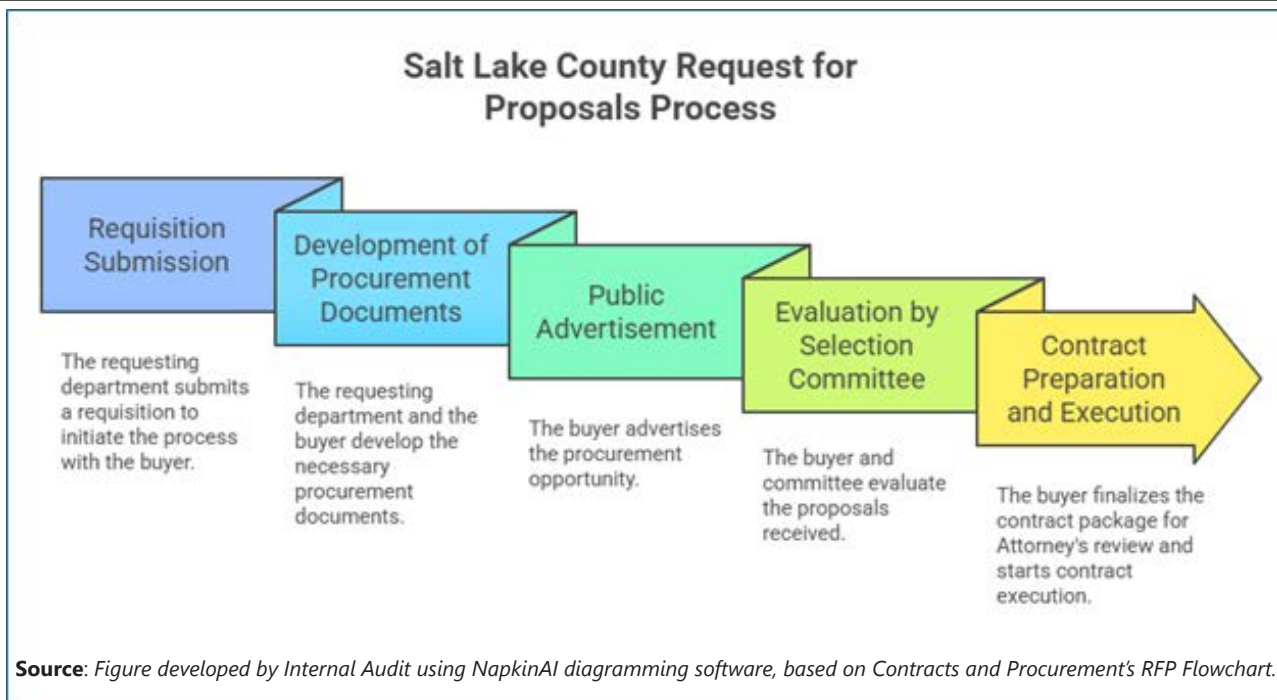 Salt Lake County Request for
Proposals Process
Requisition
Submission
The requesting
department submits
a requisition to
initiate the process
with the buyer.
Development of
Procurement
Documents
The requesting
department and the
buyer develop the
necessary
procurement
documents.
Public
Advertisement
The buyer advertises
the procurement
opportunity.
Evaluation by
Selection
Committee
The buyer and
committee evaluate
the proposals
received.
Contract
Preparation
and Execution
The buyer finalizes the
contract package for
Attorney's review and
starts contract
execution.
Source: Figure developed by Internal Audit using NapkinAI diagramming software, based on Contracts and Procurement's RFP Flowchart.